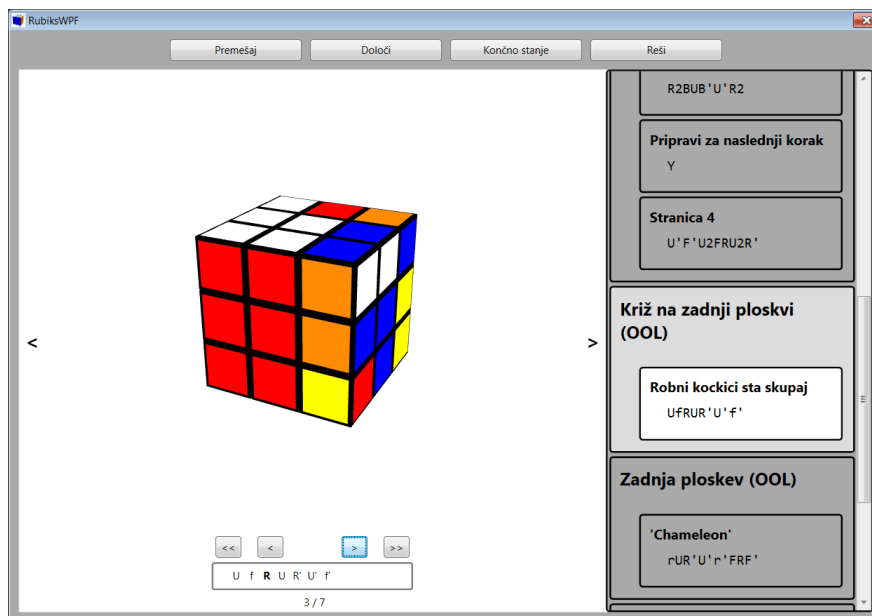 RubiksWPF
Premešaj
Določi
Končno stanje
Reši
R2BUB'U'R2
Pripravi za naslednji korak
Y
Stranica 4
U'F'U2FRU2R'
Križ na zadnji ploskvi
(OOL)
Robni kockici sta skupaj
UfRUR'U'f'
Zadnja ploskev (OOL)
'Chameleon'
rUR'U'r'FRF'
<
>
<<
<
>
>>
U f R U R' U' f'
3 / 7